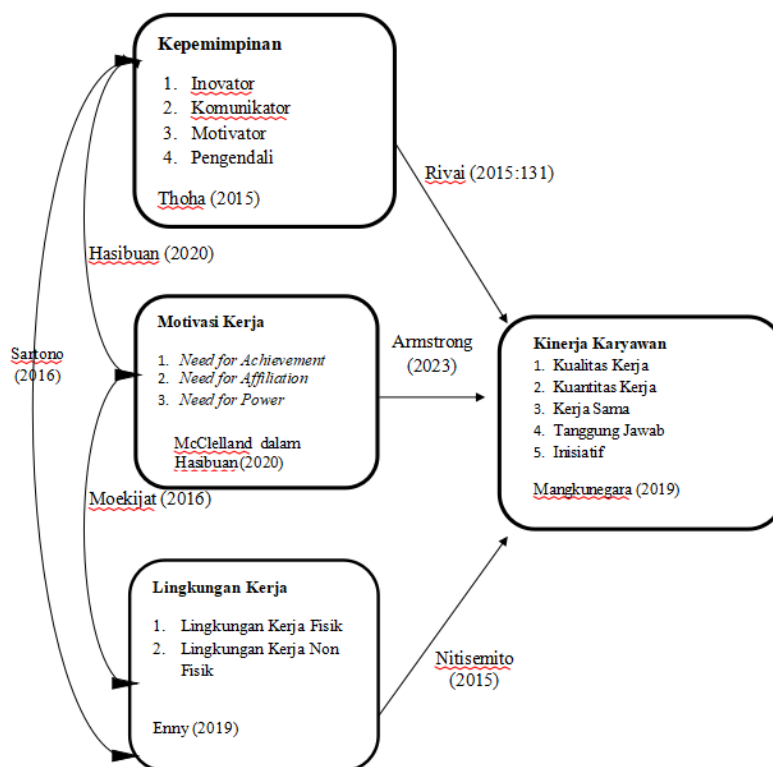 Kepemimpinan
1. Inovator
2. Komunikator
3. Motivator
4. Pengendali
Thoha (2015)
Rivai (2015:131)
Hasibuan (2020)
Sartono
(2016)
Motivasi Kerja
1. Need for Achievement
2. Need for Affiliation
3. Need for Power
McClelland dalam
Hasibuan (2020)
Armstrong
(2023)
Kinerja Karyawan
1. Kualitas Kerja
2. Kuantitas Kerja
3. Kerja Sama
4. Tanggung Jawab
5. Inisiatif
Mangkunegara (2019)
Moekijat (2016)
Lingkungan Kerja
1. Lingkungan Kerja Fisik
2. Lingkungan Kerja Non
Fisik
Enny (2019)
Nitisemito
(2015)